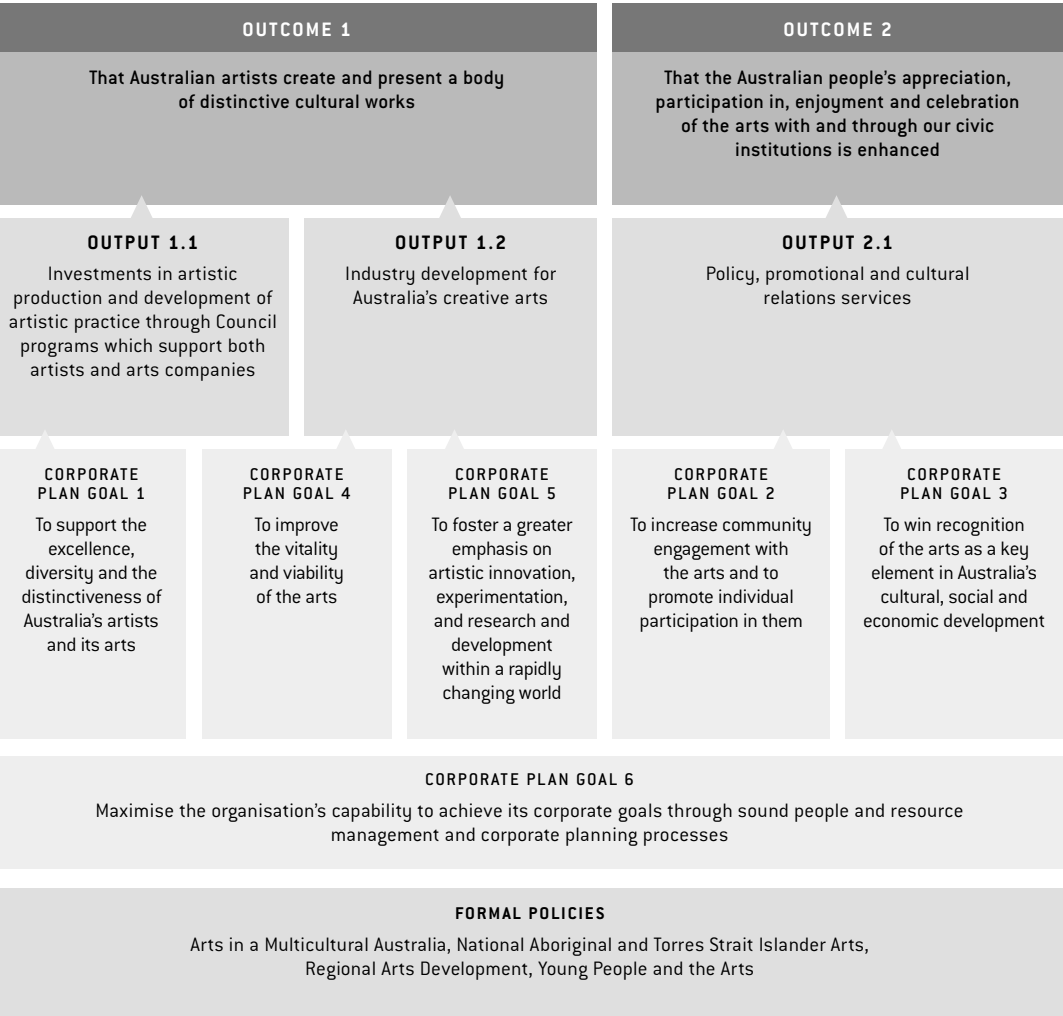 OUTCOME 1
That Australian artists create and present a body
of distinctive cultural works
OUTCOME 2
That the Australian people’s appreciation,
participation in, enjoyment and celebration
of the arts with and through our civic
institutions is enhanced
OUTPUT 1.1
Investments in artistic
production and development of
artistic practice through Council
programs which support both
artists and arts companies
OUTPUT 1.2
Industry development for
Australia’s creative arts
OUTPUT 2.1
Policy, promotional and cultural
relations services
CORPORATE
PLAN GOAL 1
To support the
excellence,
diversity and the
distinctiveness of
Australia’s artists
and its arts
CORPORATE
PLAN GOAL 4
To improve
the vitality
and viability
of the arts
CORPORATE
PLAN GOAL 5
To foster a greater
emphasis on
artistic innovation,
experimentation,
and research and
development
within a rapidly
changing world
CORPORATE
PLAN GOAL 2
To increase community
engagement with
the arts and to
promote individual
participation in them
CORPORATE
PLAN GOAL 3
To win recognition
of the arts as a key
element in Australia’s
cultural, social and
economic development
CORPORATE PLAN GOAL 6
Maximise the organisation’s capability to achieve its corporate goals through sound people and resource
management and corporate planning processes
FORMAL POLICIES
Arts in a Multicultural Australia, National Aboriginal and Torres Strait Islander Arts,
Regional Arts Development, Young People and the Arts